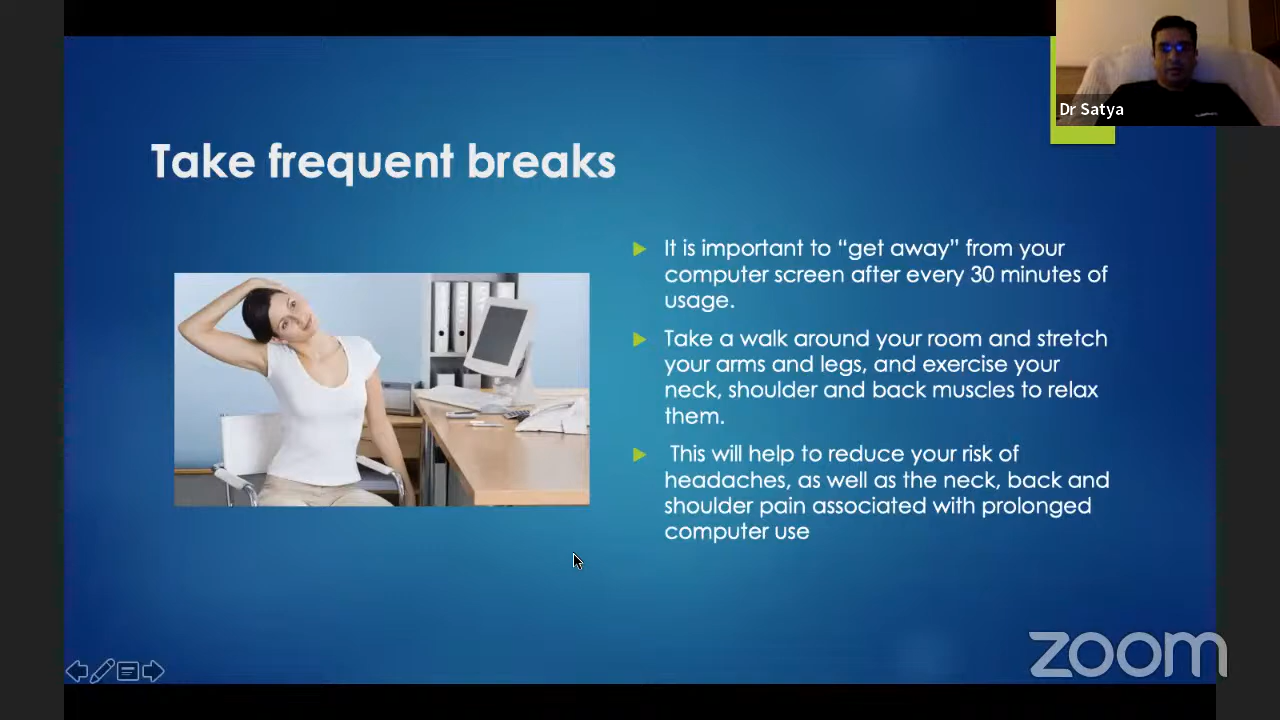 Dr Satya
Take frequent breaks
It is important to “get away” from your
computer screen after every 30 minutes of
usage.
Take a walk around your room and stretch
your arms and legs, and exercise your
neck, shoulder and back muscles to relax
them.
This will help to reduce your risk of
headaches, as well as the neck, back and
shoulder pain associated with prolonged
computer use
zoom